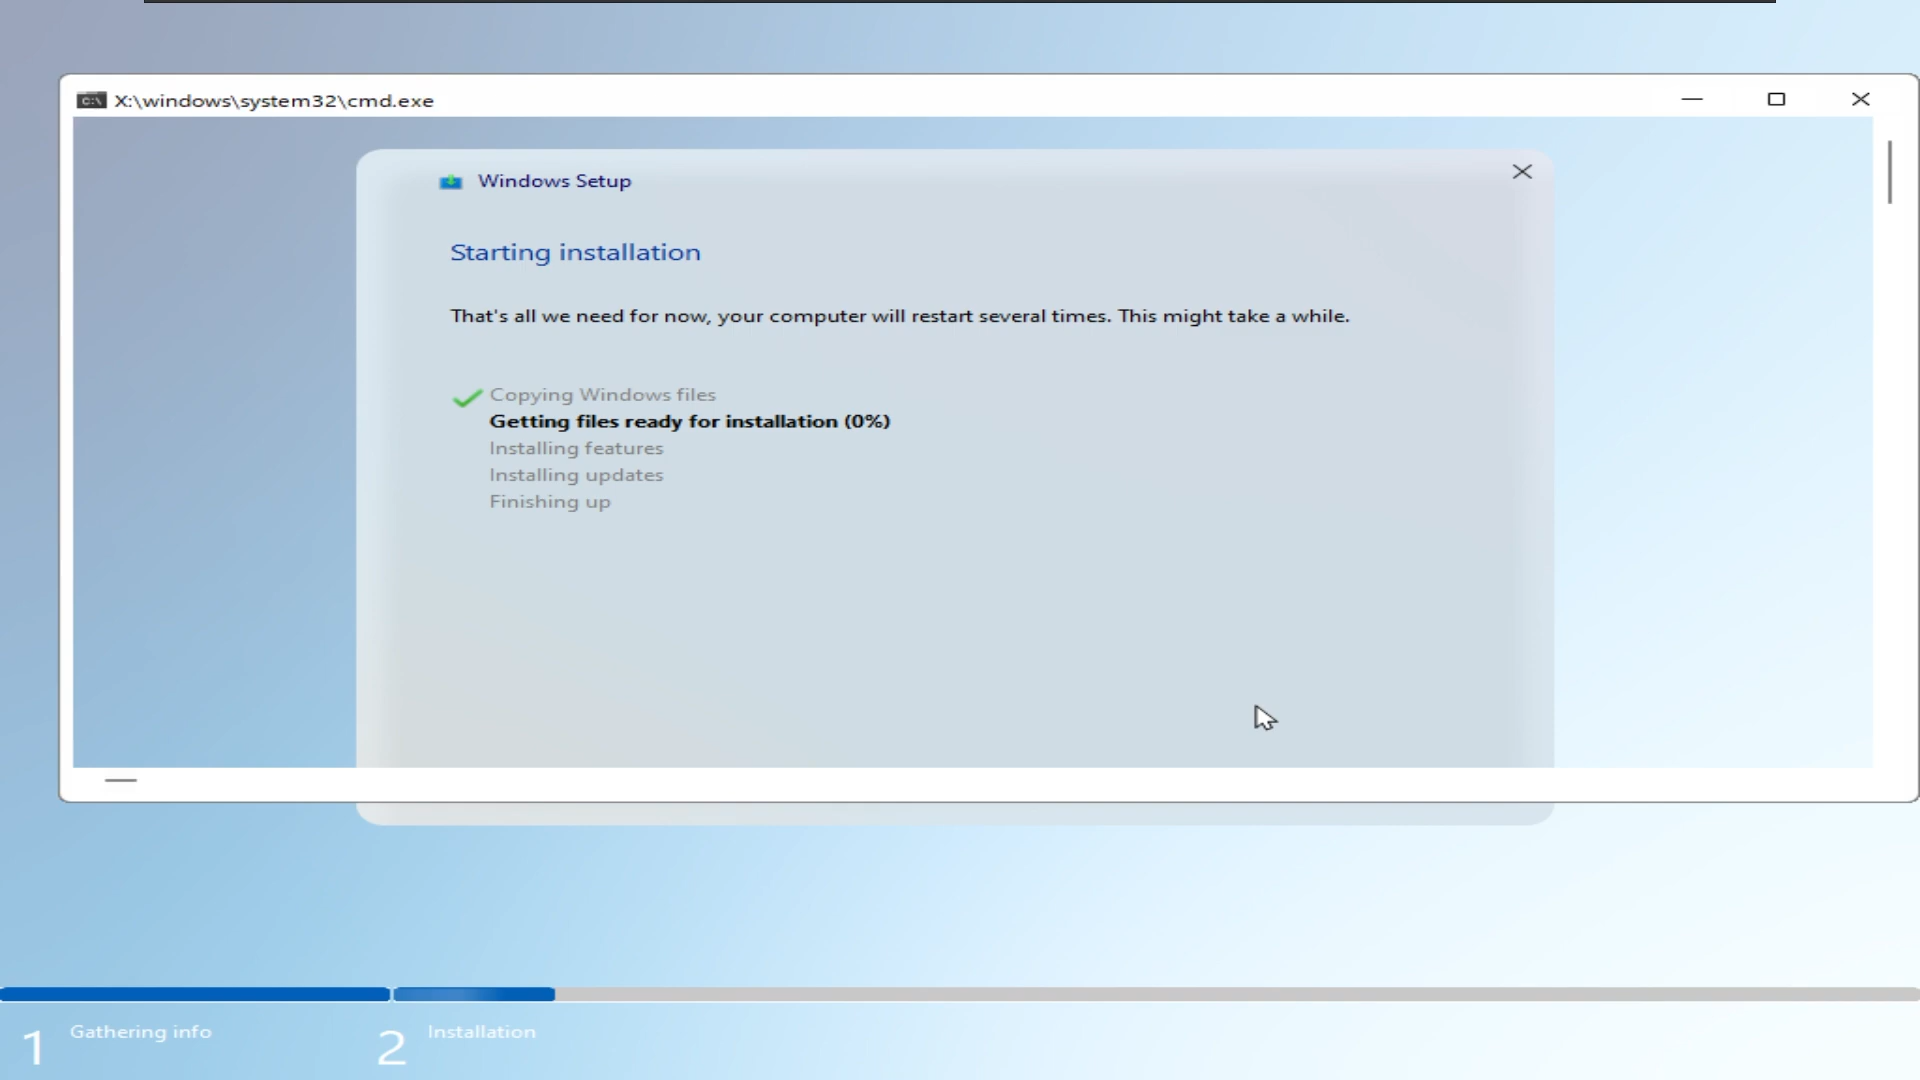 X:\windows\system32\cmd.exe
Windows Setup
Starting installation
That's all we need for now, your computer will restart several times. This might take a while.
Copying Windows files
Getting files ready for installation (0%)
Installing features
Installing updates
Finishing up
1 Gathering info
2 Installation